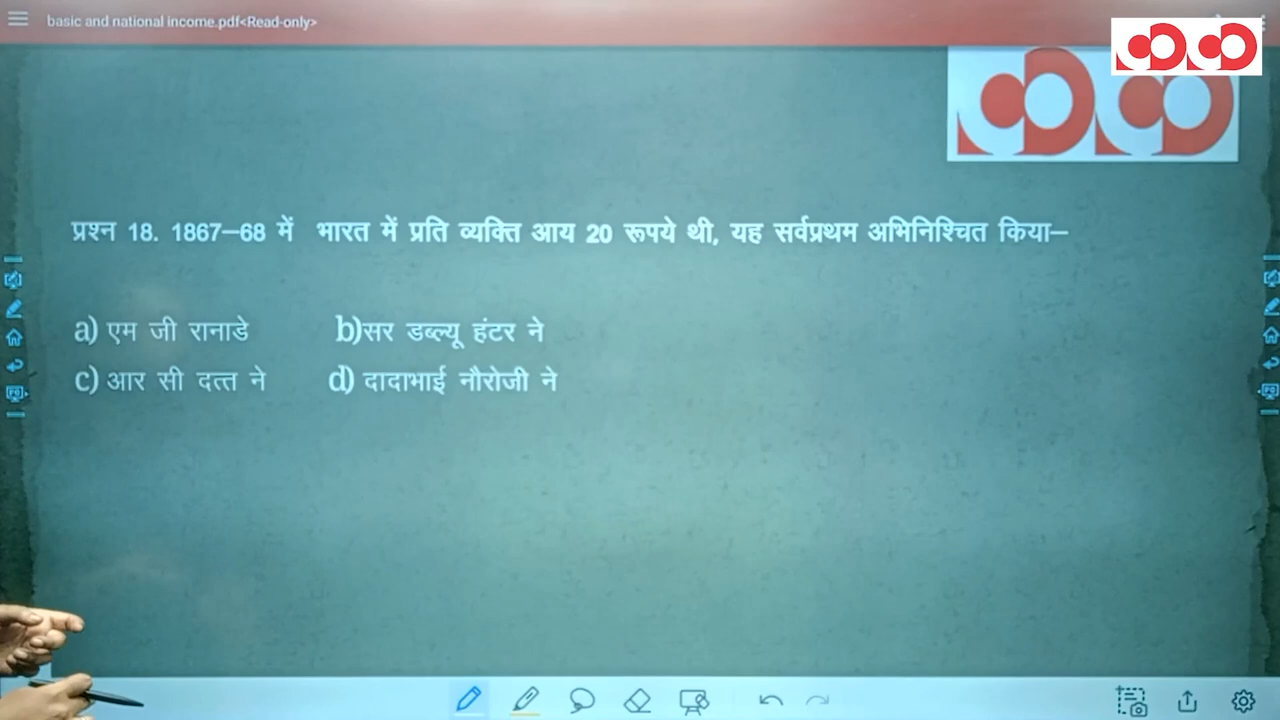 basic and national income.pdf<Read-only>
प्रश्न 18. 1867–68 में भारत में प्रति व्यक्ति आय 20 रूपये थी, यह सर्वप्रथम अभिनिश्चित किया–
a) एम जी रानाडे b)सर डब्ल्यू हंटर ने
c) आर सी दत्त ने d) दादाभाई नौरोजी ने